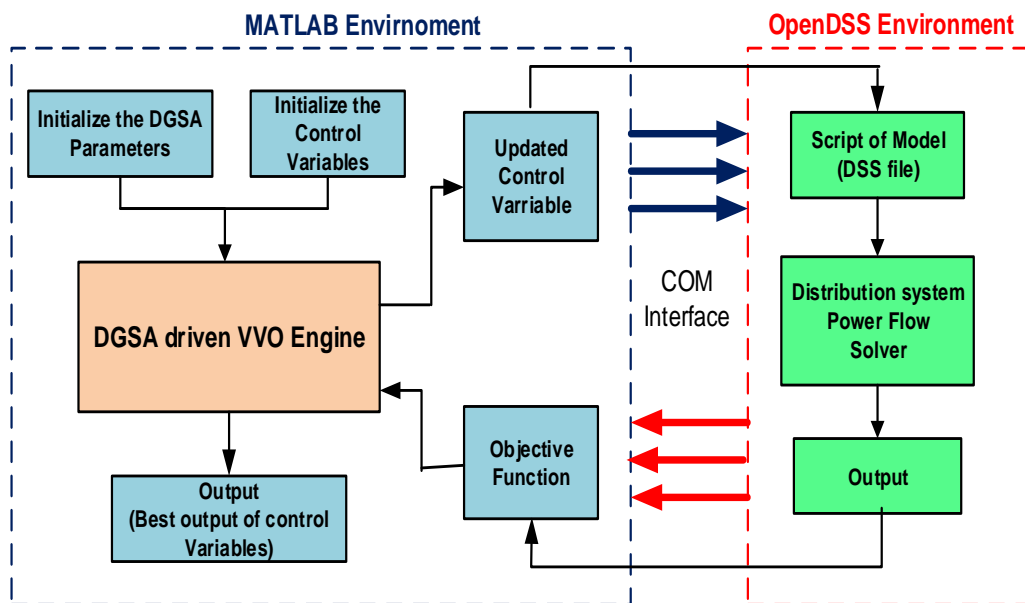 MATLAB Envirnoment
OpenDSS Environment
Initialize the DGSA
Parameters
Initialize the
Control
Variables
Updated
Control
Varriable
Script of Model
(DSS file)
COM
Interface
DGSA driven VVO Engine
Distribution system
Power Flow
Solver
Objective
Function
Output
Output
(Best output of control
Variables)